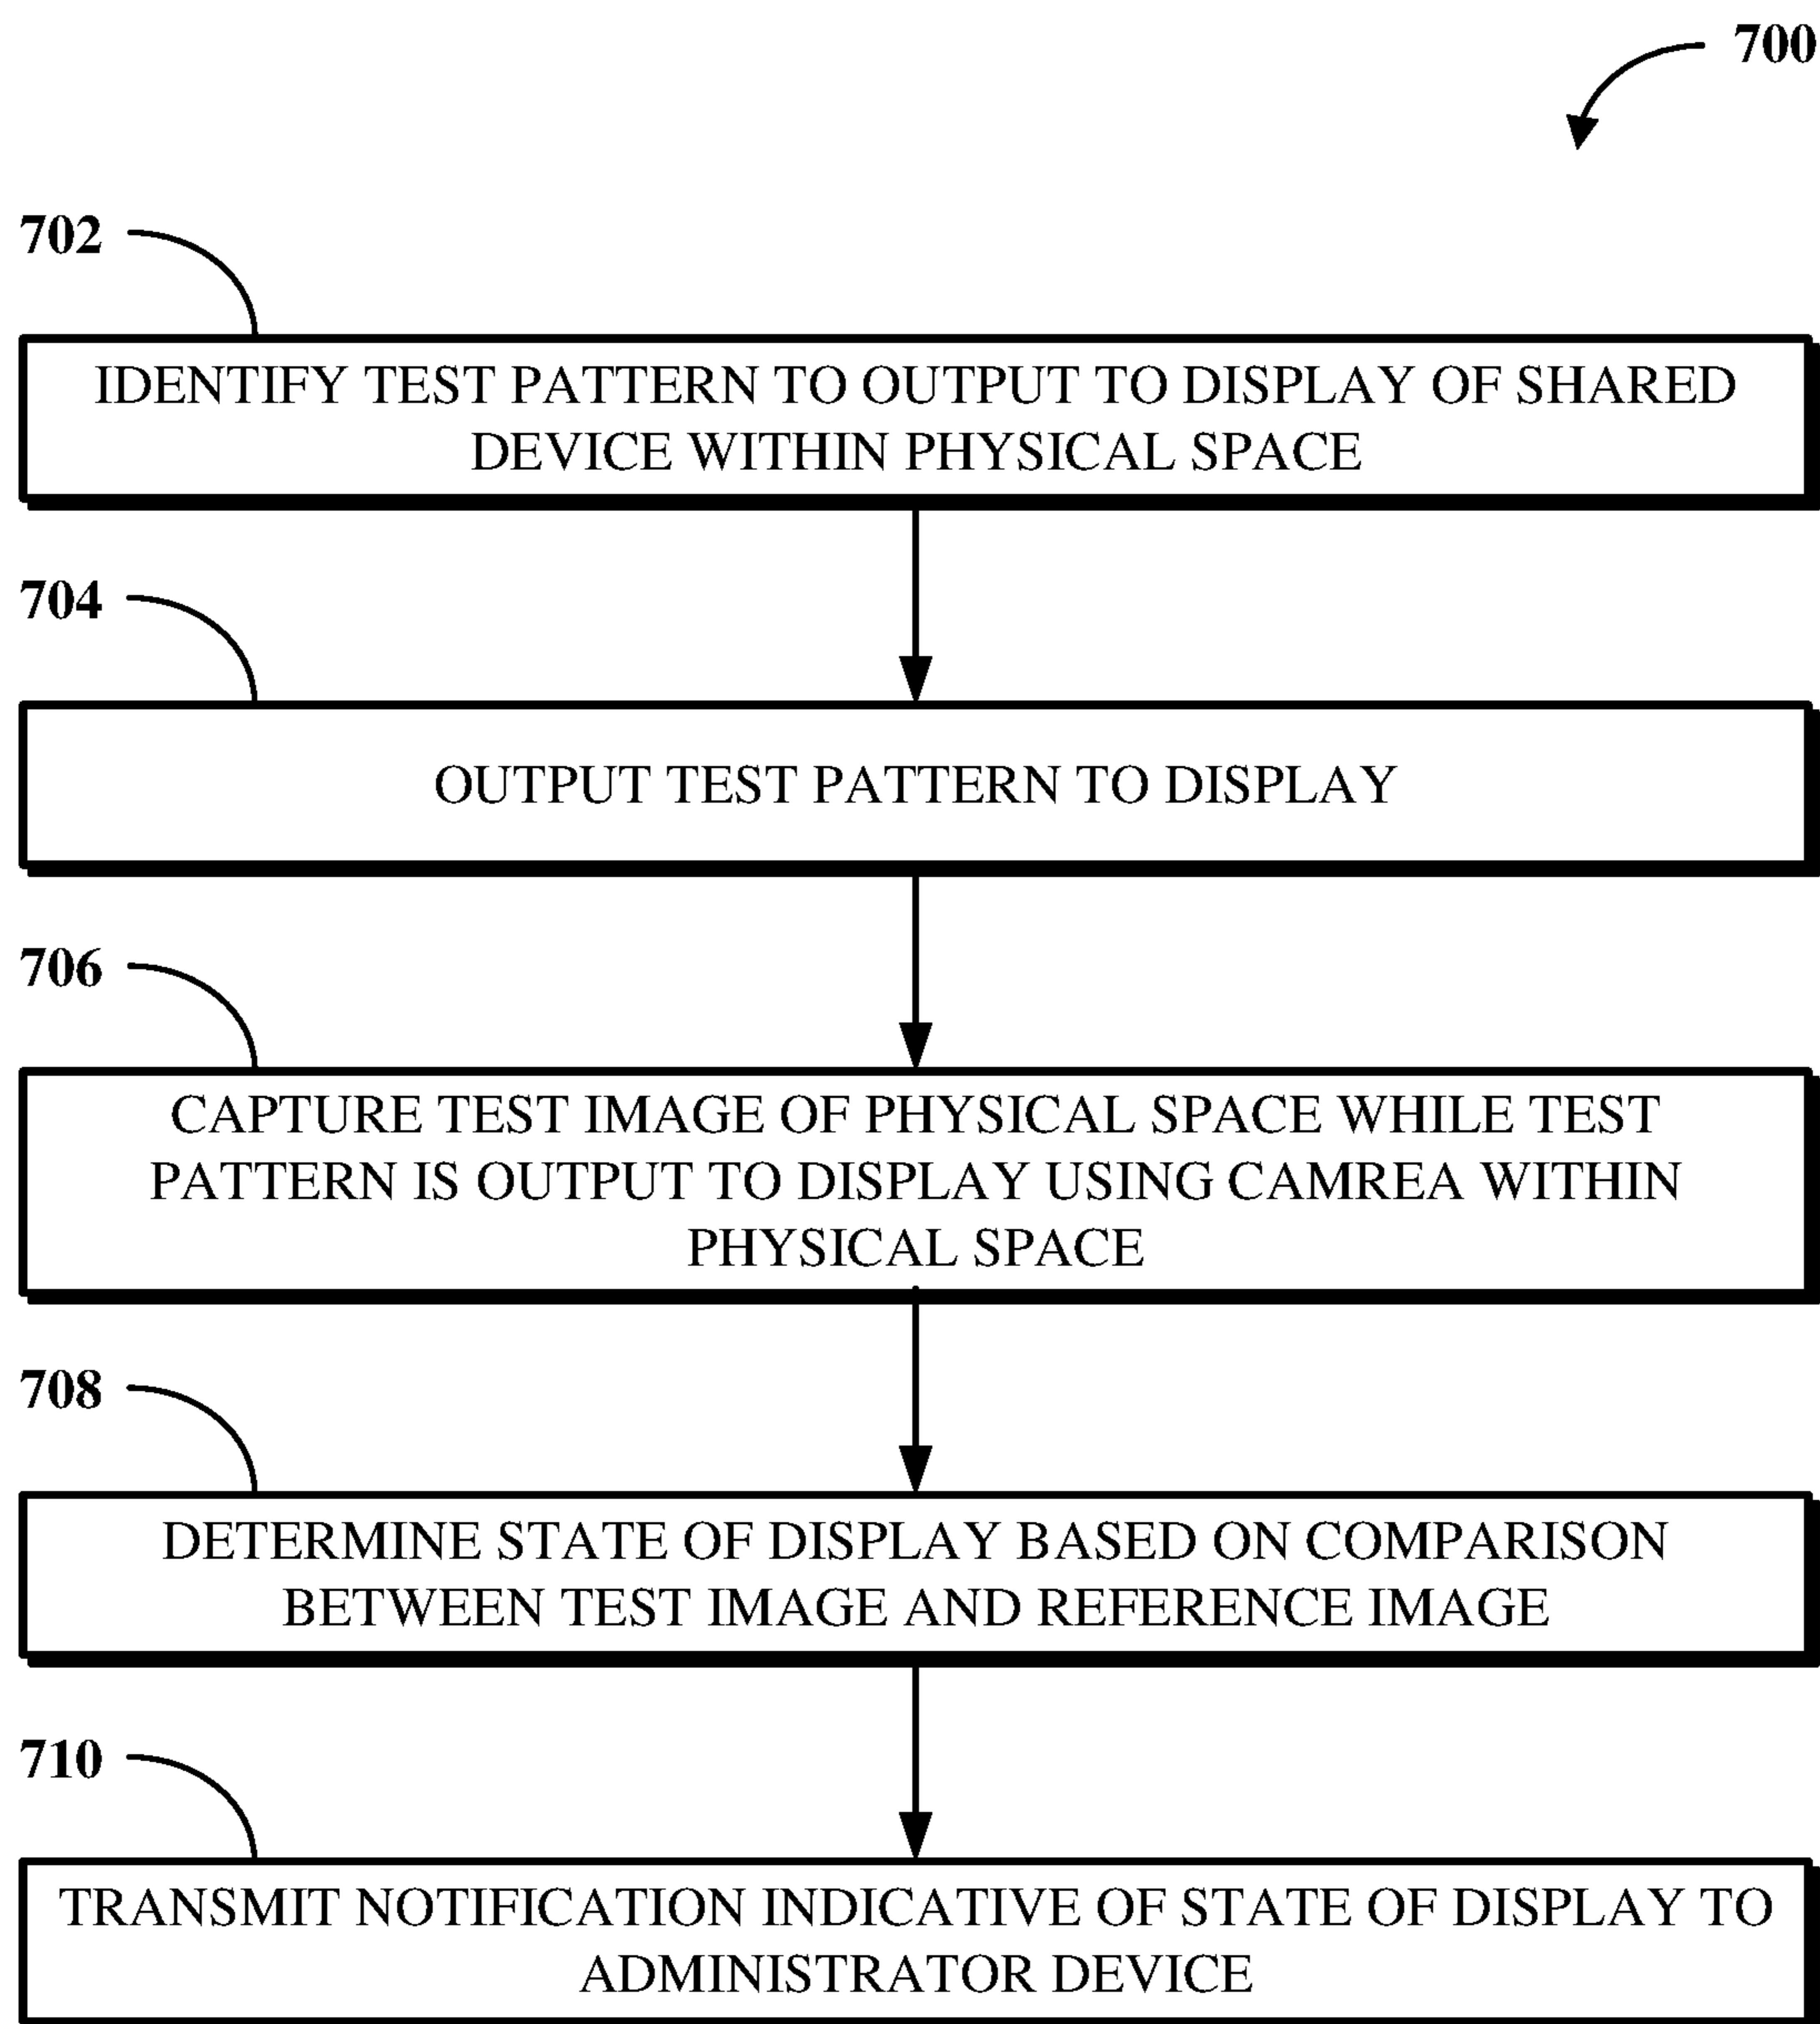 700
702
IDENTIFY TEST PATTERN TO OUTPUT TO DISPLAY OF SHARED
DEVICE WITHIN PHYSICAL SPACE
704
OUTPUT TEST PATTERN TO DISPLAY
706
CAPTURE TEST IMAGE OF PHYSICAL SPACE WHILE TEST
PATTERN IS OUTPUT TO DISPLAY USING CAMREA WITHIN
PHYSICAL SPACE
708
DETERMINE STATE OF DISPLAY BASED ON COMPARISON
BETWEEN TEST IMAGE AND REFERENCE IMAGE
710
TRANSMIT NOTIFICATION INDICATIVE OF STATE OF DISPLAY TO
ADMINISTRATOR DEVICE